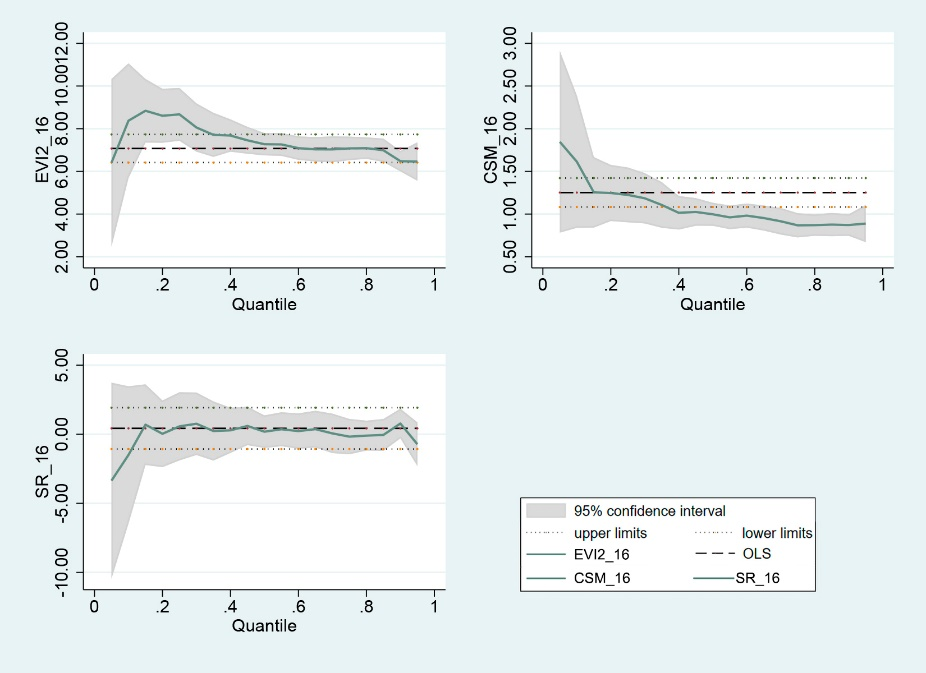 EVI2_16
2.00 4.00 6.00 8.00 10.0012.00
0 .2 .4 .6 .8 1
Quantile
CSM_16
0.50 1.00 1.50 2.00 2.50 3.00
0 .2 .4 .6 .8 1
Quantile
SR_16
-10.00 -5.00 0.00 5.00
0 .2 .4 .6 .8 1
Quantile
95% confidence interval
upper limits lower limits
EVI2_16 OLS
CSM_16 SR_16